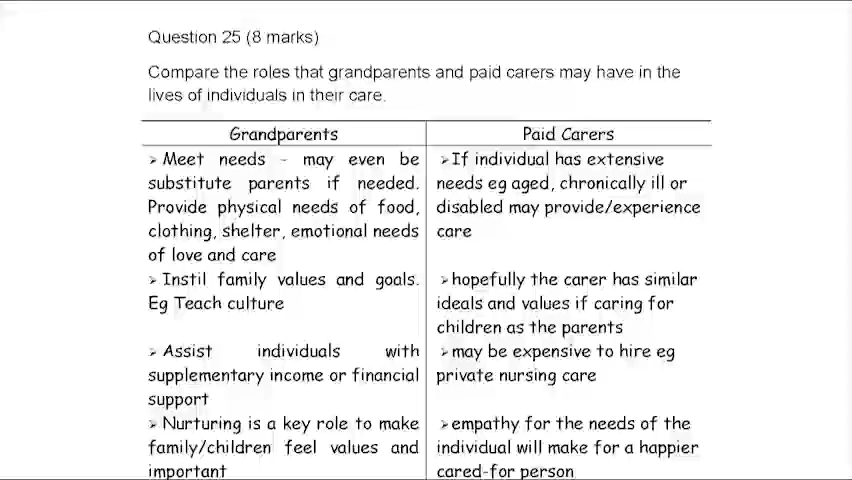 Question 25 (8 marks)
Compare the roles that grandparents and paid carers may have in the
lives of individuals in their care.
Grandparents
➢ Meet needs - may even be
substitute parents if needed.
Provide physical needs of food,
clothing, shelter, emotional needs
of love and care
➢ Instil family values and goals.
Eg Teach culture
➢ Assist individuals with
supplementary income or financial
support
➢ Nurturing is a key role to make
family/children feel values and
important
Paid Carers
➢ If individual has extensive
needs eg aged, chronically ill or
disabled may provide/experience
care
➢ hopefully the carer has similar
ideals and values if caring for
children as the parents
➢ may be expensive to hire eg
private nursing care
➢ empathy for the needs of the
individual will make for a happier
cared-for person